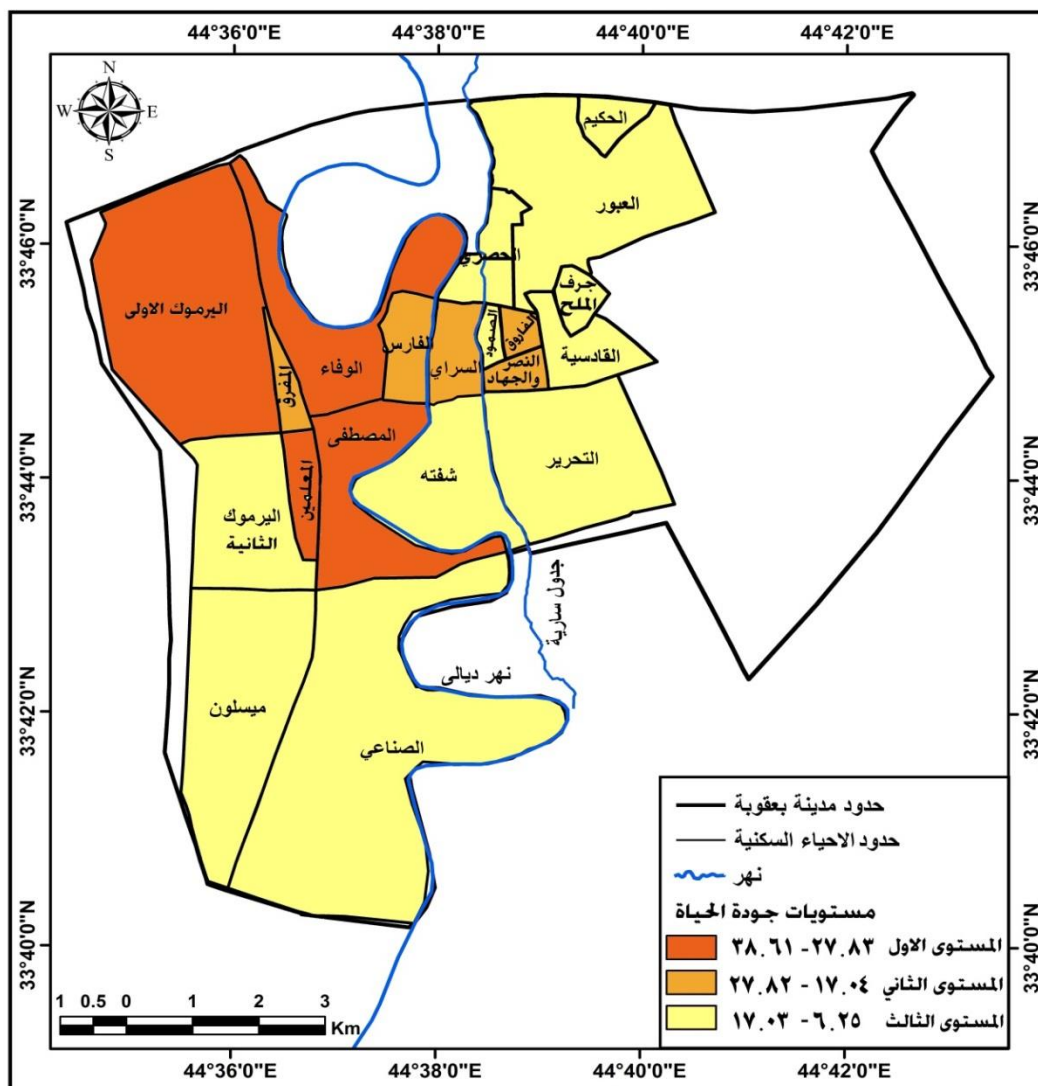 44°36'0"E 44°38'0"E 44°40'0"E 44°42'0"E
N
W E
S
33°46'0"N 33°46'0"N
33°44'0"N 33°44'0"N
33°42'0"N 33°42'0"N
33°40'0"N 33°40'0"N
الحكيم
العبور
الحصري
جرف
الملح
اليرموك الاولى
الفاروق
الصمود
الفارس
القادسية
النصر
والجهاد
السراي
الوفاء
المفرق
المصطفى
التحرير
شفته
المعلمين
اليرموك
الثانية
جدول سارية
نهر ديالى
ميسلون
الصناعي
حدود مدينة بعقوبة
حدود الاحياء السكنية
نهر
مستويات جودة الحياة
المستوى الاول ٢٧.٨٣ - ٣٨.٦١
المستوى الثاني ١٧.٠٤ - ٢٧.٨٢
المستوى الثالث ٦.٢٥ - ١٧.٠٣
1 0.5 0 1 2 3
Km
44°36'0"E 44°38'0"E 44°40'0"E 44°42'0"E